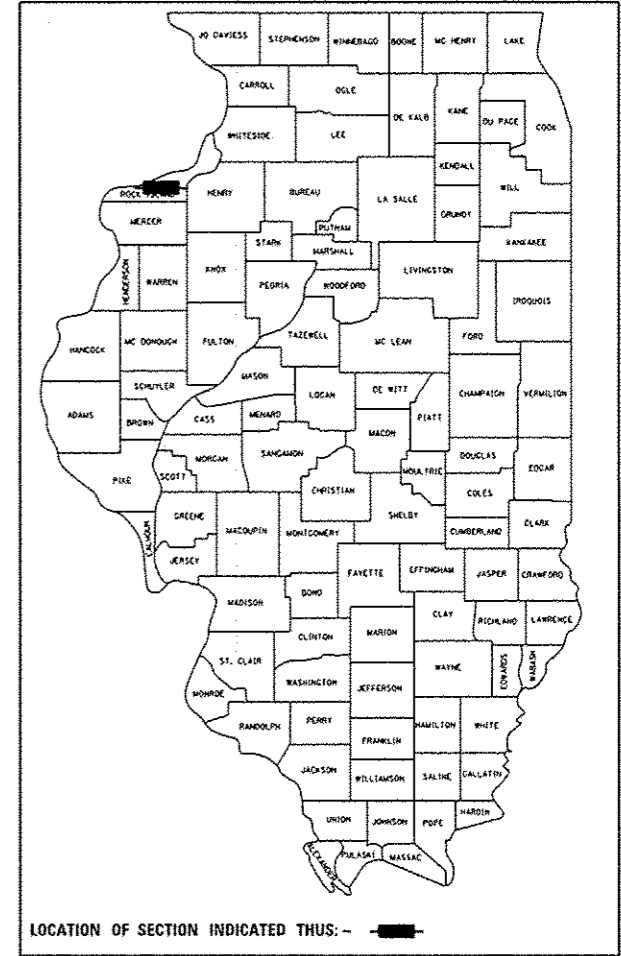 JO DAVIESS STEPHENSON WINNEBAGO BOONE MC HENRY LAKE
CARROLL OGLE
DE KALB KANE DU PAGE COOK
WHITESIDE LEE
KENDALL WILL
ROCK HENRY BUREAU LA SALLE GRUNDY
MERCER PUTNAM
STARK MARSHALL KANKAKEE
HENDERSON WARREN KNOX PEORIA WOODFORD LIVINGSTON
IROQUOIS
HANCOCK MC DONOUGH FULTON TAZEWELL MC LEAN FORD
MASON
SCHUYLER LOGAN DE WITT CHAMPAIGN VERMILION
ADAMS BROWN CASS MENARD PIATT
MACON
MORGAN SANGAMON DOUGLAS
PIKE SCOTT MOULTRIE EDGAR
CHRISTIAN COLES
GREENE SHELBY
CALHOUN MACOUPIN MONTGOMERY CUMBERLAND CLARK
JERSEY
FAYETTE EFFINGHAM JASPER CRAWFORD
BOND
MADISON CLAY RICHLAND LAWRENCE
CLINTON MARION
ST. CLAIR WAYNE EDWARDS WABASH
WASHINGTON JEFFERSON
MONROE
RANDOLPH PERRY HAMILTON WHITE
FRANKLIN
JACKSON WILLIAMSON SALINE GALLATIN
UNION JOHNSON POPE HARDIN
ALEXANDER PULASKI MASSAC
LOCATION OF SECTION INDICATED THUS: -